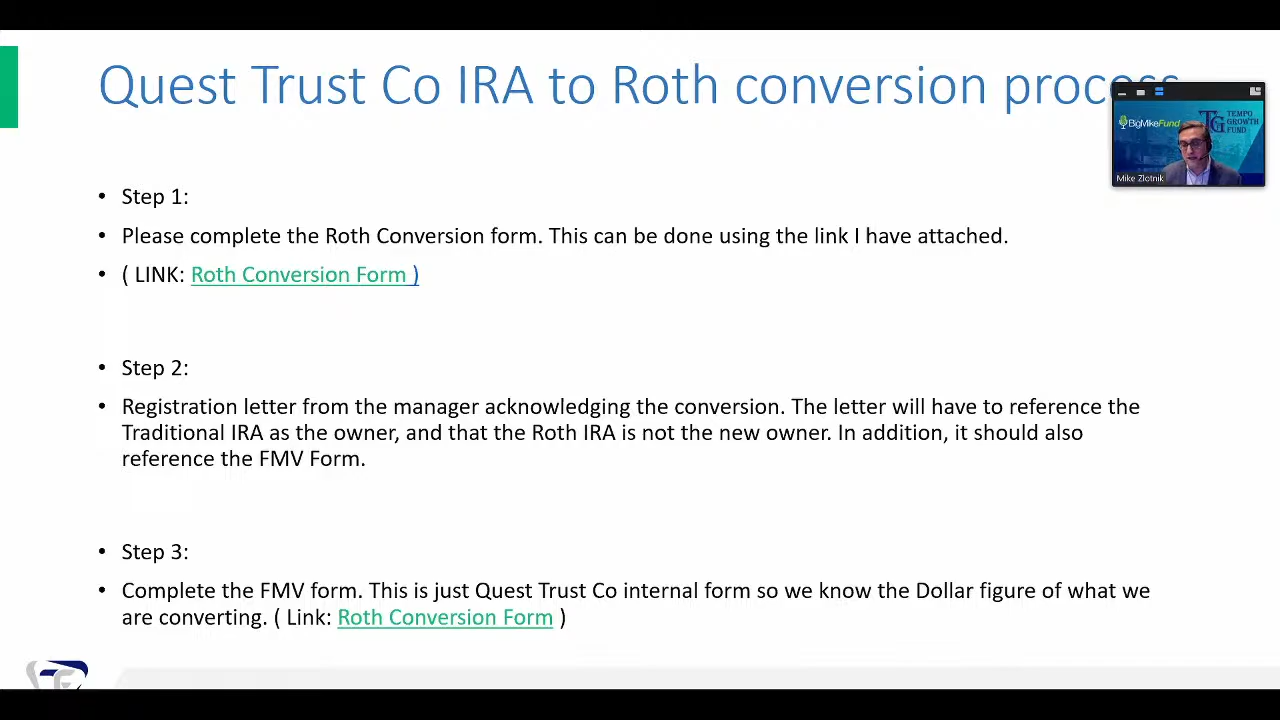 Quest Trust Co IRA to Roth conversion process
BigMikeFund
TEMPO
GROWTH
FUND
Mike Zlotnik
• Step 1:
• Please complete the Roth Conversion form. This can be done using the link I have attached.
• ( LINK: Roth Conversion Form )
• Step 2:
• Registration letter from the manager acknowledging the conversion. The letter will have to reference the
Traditional IRA as the owner, and that the Roth IRA is not the new owner. In addition, it should also
reference the FMV Form.
• Step 3:
• Complete the FMV form. This is just Quest Trust Co internal form so we know the Dollar figure of what we
are converting. ( Link: Roth Conversion Form )